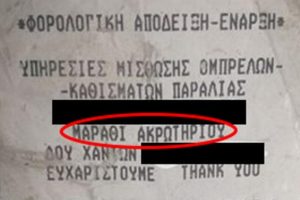 *ΦΟΡΟΛΟΓΙΚΗ ΑΠΟΔΕΙΞΗ-ΕΝΑΡΞΗ*
ΥΠΗΡΕΣΙΕΣ ΜΙΣΘΩΣΗΣ ΟΜΠΡΕΛΩΝ-
-ΚΑΘΙΣΜΑΤΩΝ ΠΑΡΑΛΙΑΣ
ΜΑΡΑΘΙ ΑΚΡΩΤΗΡΙΟΥ
ΔΟΥ ΧΑΝΙΩΝ
ΕΥΧΑΡΙΣΤΟΥΜΕ THANK YOU